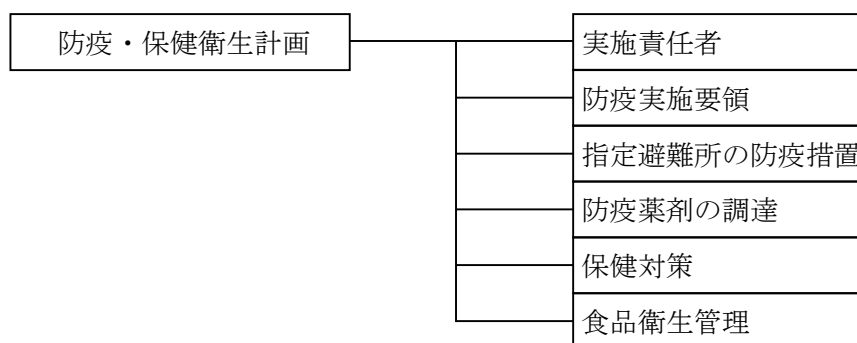 防疫・保健衛生計画
実施責任者
防疫実施要領
指定避難所の防疫措置
防疫薬剤の調達
保健対策
食品衛生管理